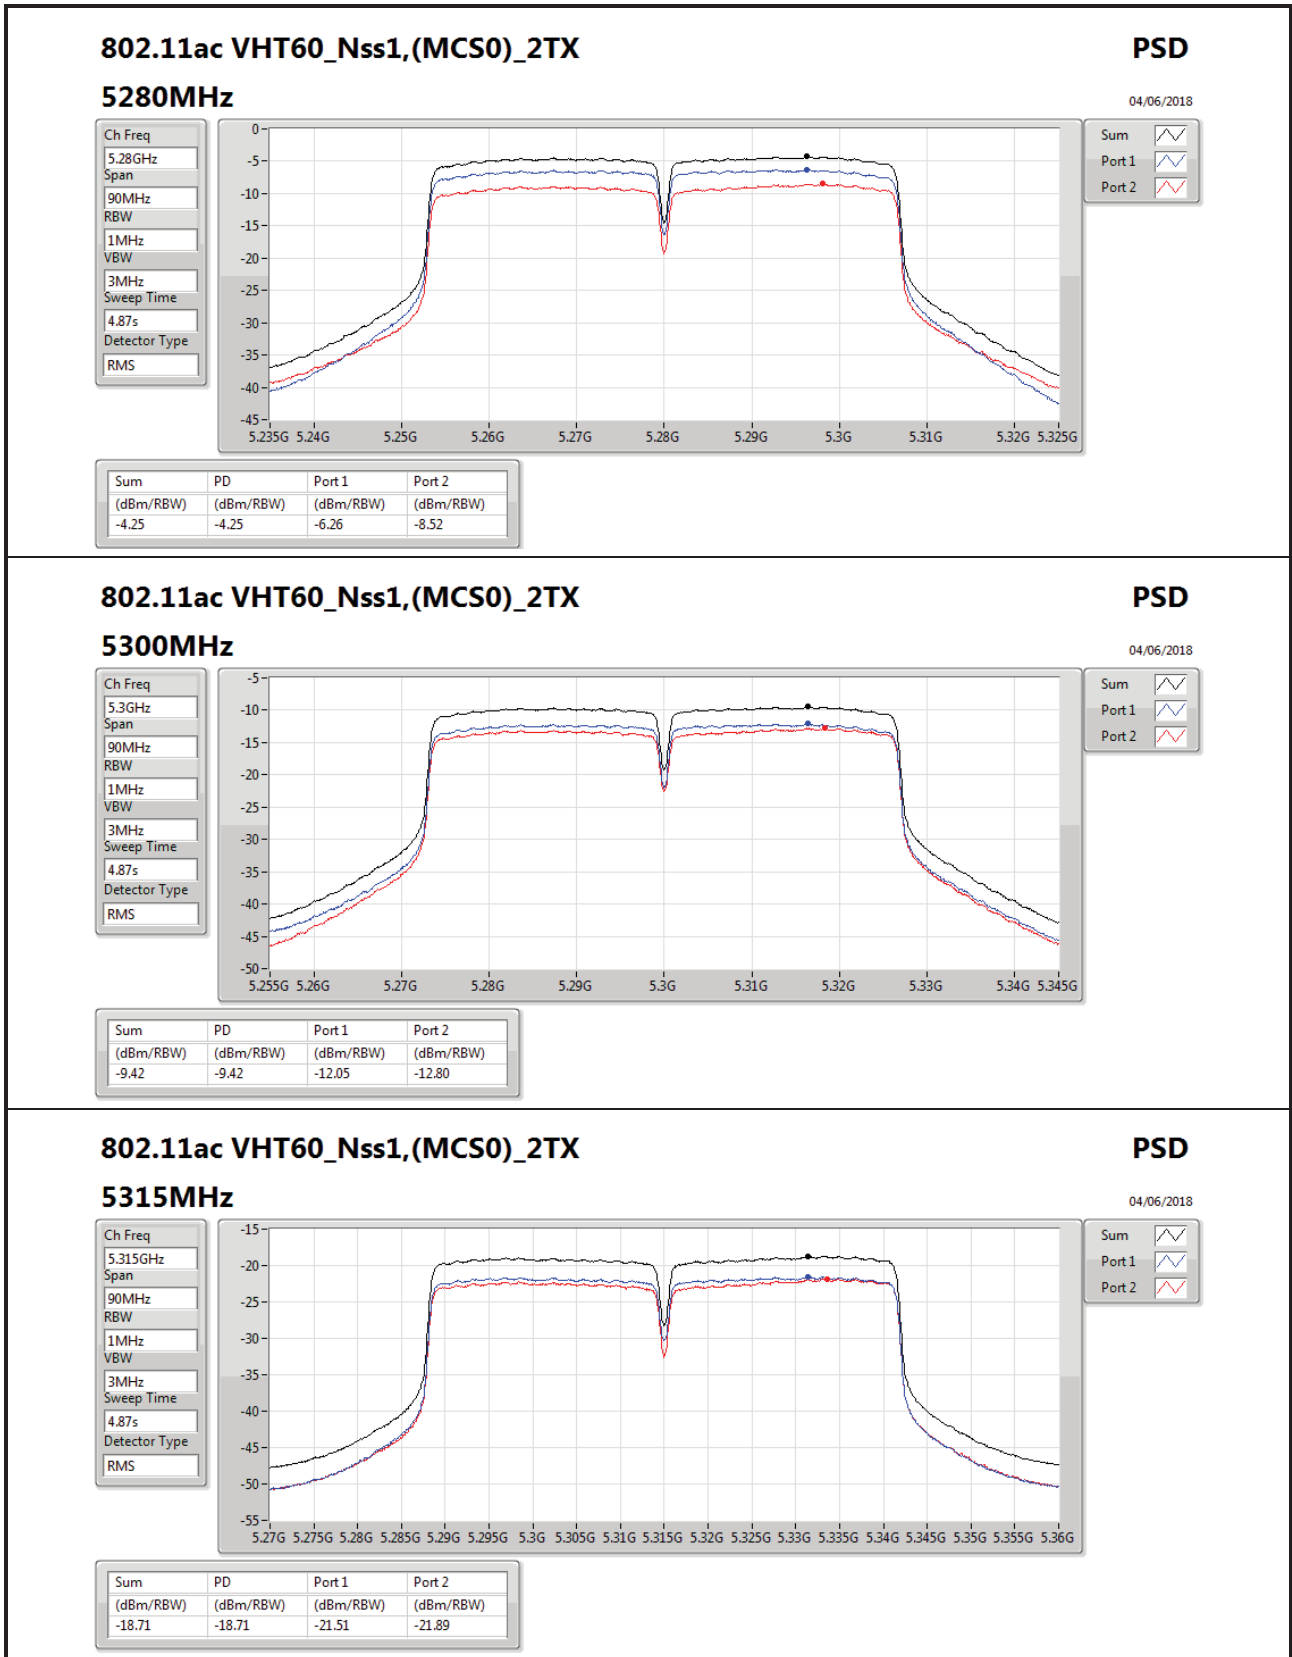 802.11ac VHT60_Nss1,(MCS0)_2TX PSD
5280MHz 04/06/2018
Ch Freq
5.28GHz
Span
90MHz
RBW
1MHz
VBW
3MHz
Sweep Time
4.87s
Detector Type
RMS
0
-5
-10
-15
-20
-25
-30
-35
-40
-45
5.235G 5.24G 5.25G 5.26G 5.27G 5.28G 5.29G 5.3G 5.31G 5.32G 5.325G
Sum
Port 1
Port 2
Sum PD Port 1 Port 2
(dBm/RBW) (dBm/RBW) (dBm/RBW) (dBm/RBW)
-4.25 -4.25 -6.26 -8.52
802.11ac VHT60_Nss1,(MCS0)_2TX PSD
5300MHz 04/06/2018
Ch Freq
5.3GHz
Span
90MHz
RBW
1MHz
VBW
3MHz
Sweep Time
4.87s
Detector Type
RMS
-5
-10
-15
-20
-25
-30
-35
-40
-45
-50
5.255G 5.26G 5.27G 5.28G 5.29G 5.3G 5.31G 5.32G 5.33G 5.34G 5.345G
Sum
Port 1
Port 2
Sum PD Port 1 Port 2
(dBm/RBW) (dBm/RBW) (dBm/RBW) (dBm/RBW)
-9.42 -9.42 -12.05 -12.80
802.11ac VHT60_Nss1,(MCS0)_2TX PSD
5315MHz 04/06/2018
Ch Freq
5.315GHz
Span
90MHz
RBW
1MHz
VBW
3MHz
Sweep Time
4.87s
Detector Type
RMS
-15
-20
-25
-30
-35
-40
-45
-50
-55
5.27G 5.275G 5.28G 5.285G 5.29G 5.295G 5.3G 5.305G 5.31G 5.315G 5.32G 5.325G 5.33G 5.335G 5.34G 5.345G 5.35G 5.355G 5.36G
Sum
Port 1
Port 2
Sum PD Port 1 Port 2
(dBm/RBW) (dBm/RBW) (dBm/RBW) (dBm/RBW)
-18.71 -18.71 -21.51 -21.89